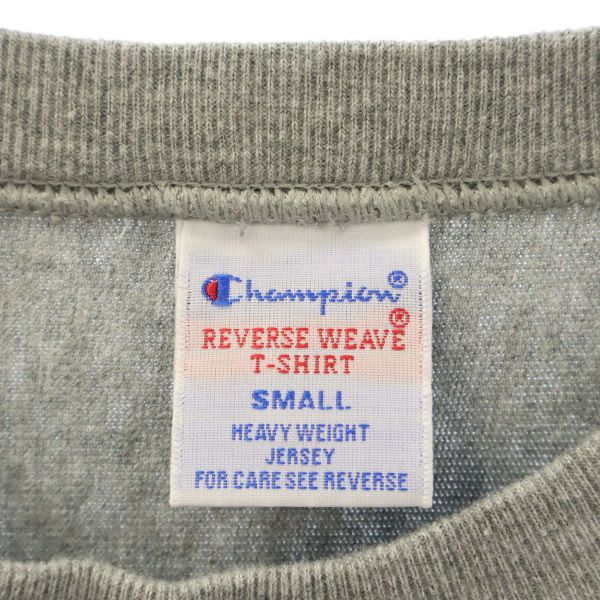 Champion®
REVERSE WEAVE®
T-SHIRT
SMALL
HEAVY WEIGHT
JERSEY
FOR CARE SEE REVERSE